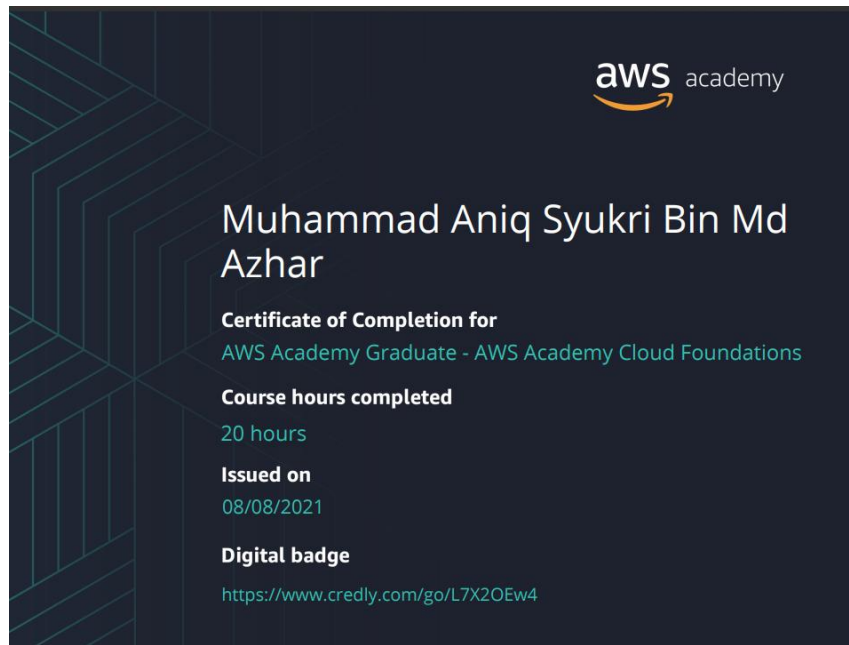 aws academy
Muhammad Aniq Syukri Bin Md
Azhar
Certificate of Completion for
AWS Academy Graduate - AWS Academy Cloud Foundations
Course hours completed
20 hours
Issued on
08/08/2021
Digital badge
https://www.credly.com/go/L7X2OEw4